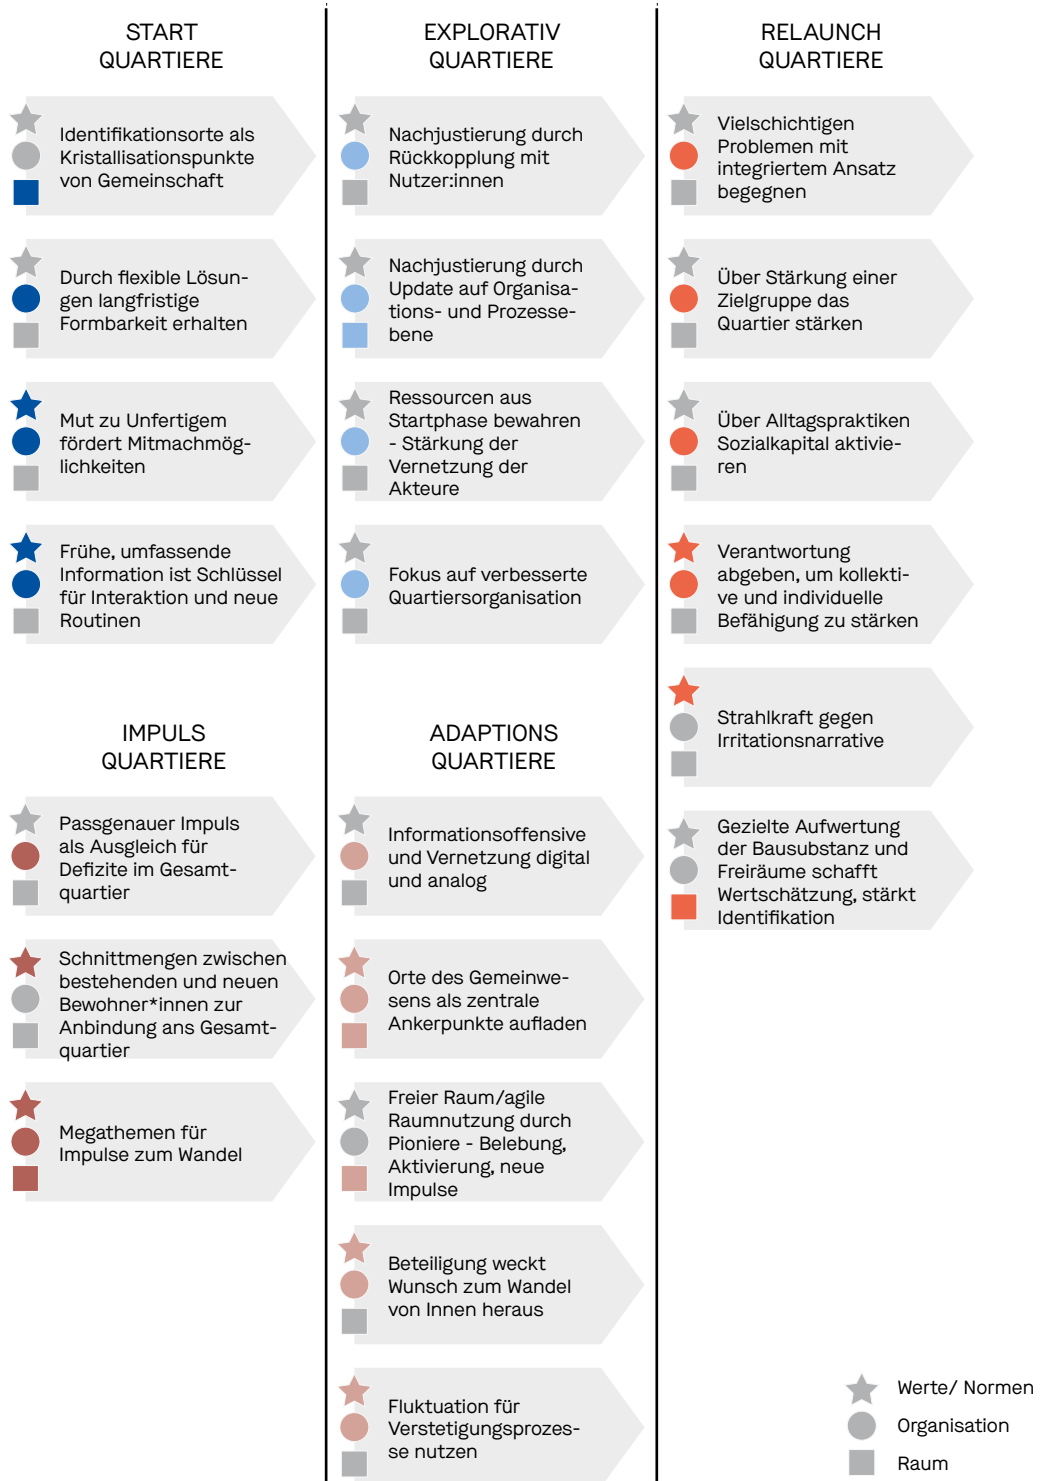 START
QUARTIERE
Identifikationsorte als
Kristallisationspunkte
von Gemeinschaft
Durch flexible Lösun-
gen langfristige
Formbarkeit erhalten
Mut zu Unfertigem
fördert Mitmachmög-
lichkeiten
Frühe, umfassende
Information ist Schlüssel
für Interaktion und neue
Routinen
IMPULS
QUARTIERE
Passgenauer Impuls
als Ausgleich für
Defizite im Gesamt-
quartier
Schnittmengen zwischen
bestehenden und neuen
Bewohner*innen zur
Anbindung ans Gesamt-
quartier
Megathemen für
Impulse zum Wandel
EXPLORATIV
QUARTIERE
Nachjustierung durch
Rückkopplung mit
Nutzer:innen
Nachjustierung durch
Update auf Organisa-
tions- und Prozesse-
bene
Ressourcen aus
Startphase bewahren
- Stärkung der
Vernetzung der
Akteure
Fokus auf verbesserte
Quartiersorganisation
ADAPTIONS
QUARTIERE
Informationsoffensive
und Vernetzung digital
und analog
Orte des Gemeinwe-
sens als zentrale
Ankerpunkte aufladen
Freier Raum/agile
Raumnutzung durch
Pioniere - Belebung,
Aktivierung, neue
Impulse
Beteiligung weckt
Wunsch zum Wandel
von Innen heraus
Fluktuation für
Verstetigungsprozes-
se nutzen
RELAUNCH
QUARTIERE
Vielschichtigen
Problemen mit
integriertem Ansatz
begegnen
Über Stärkung einer
Zielgruppe das
Quartier stärken
Über Alltagspraktiken
Sozialkapital aktivie-
ren
Verantwortung
abgeben, um kollekti-
ve und individuelle
Befähigung zu stärken
Strahlkraft gegen
Irritationsnarrative
Gezielte Aufwertung
der Bausubstanz und
Freiräume schafft
Wertschätzung, stärkt
Identifikation
Werte/ Normen
Organisation
Raum